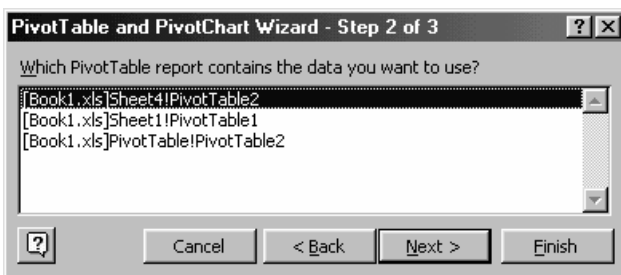 PivotTable and PivotChart Wizard - Step 2 of 3
Which PivotTable report contains the data you want to use?
[Book1.xls]Sheet4!PivotTable2
[Book1.xls]Sheet1!PivotTable1
[Book1.xls]PivotTable!PivotTable2
Cancel < Back Next > Finish